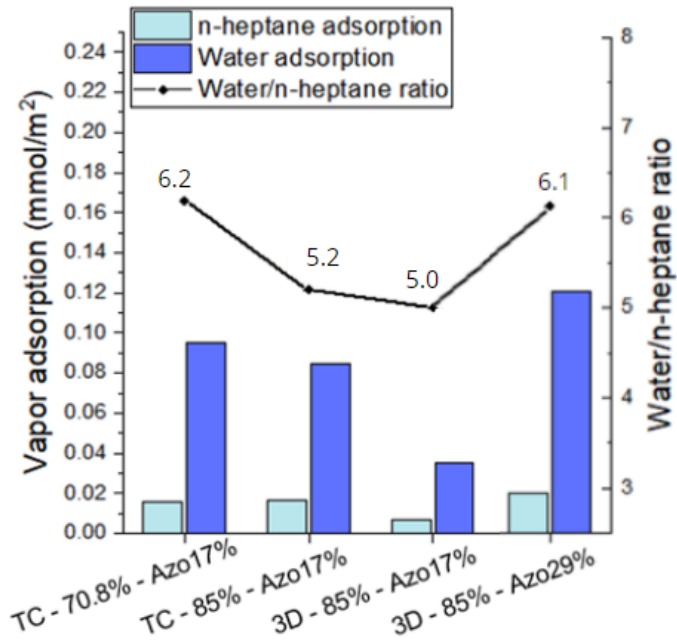 n-heptane adsorption
Water adsorption
Water/n-heptane ratio
Vapor adsorption (mmol/m²)
0.24
0.22
0.20
0.18
0.16
0.14
0.12
0.10
0.08
0.06
0.04
0.02
0.00
6.2
5.2
5.0
6.1
8
7
6
5
4
3
Water/n-heptane ratio
TC - 70.8% - Azo17%
TC - 85% - Azo17%
3D - 85% - Azo17%
3D - 85% - Azo29%